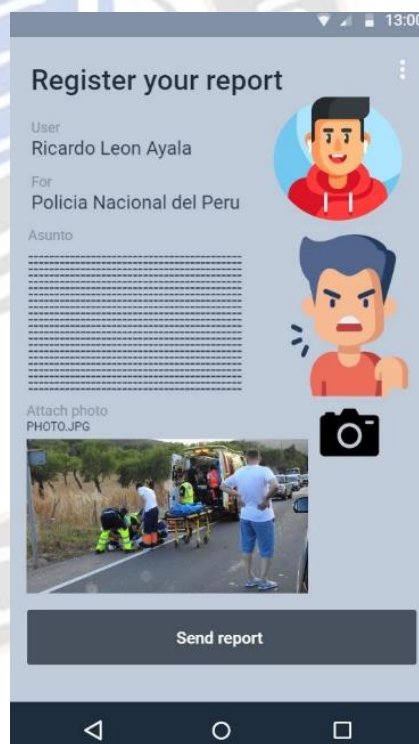 13:00
Register your report
User
Ricardo Leon Ayala
For
Policia Nacional del Peru
Asunto
Attach photo
PHOTO.JPG
Send report